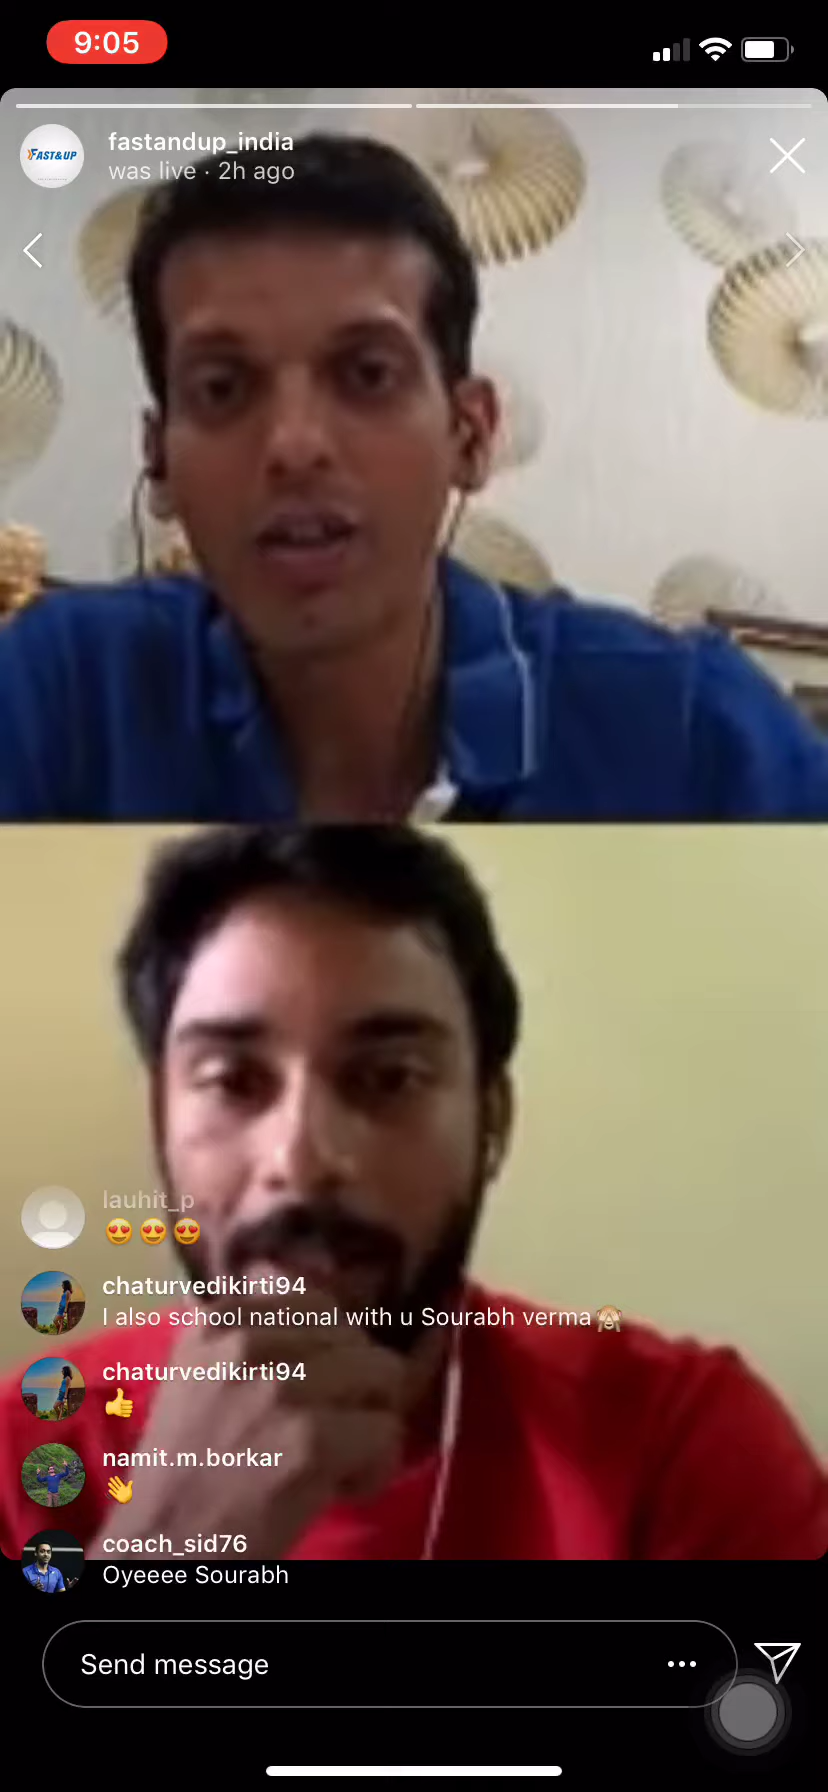 9:05
fastandup_india
FAST&UP
was live · 2h ago
lauhit_p
😍 😍 😍
chaturvedikirti94
I also school national with u Sourabh verma🙈
chaturvedikirti94
👍
namit.m.borkar
👋
coach_sid76
Oyeeee Sourabh
Send message